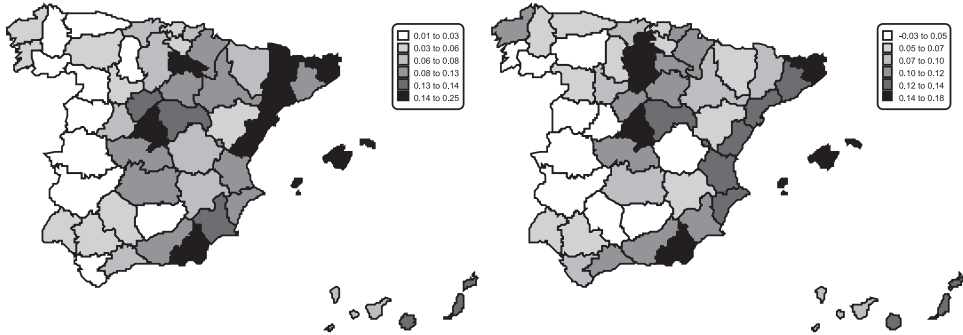 0.01 to 0.03
0.03 to 0.06
0.06 to 0.08
0.08 to 0.13
0.13 to 0.14
0.14 to 0.25
-0.03 to 0.05
0.05 to 0.07
0.07 to 0.10
0.10 to 0.12
0.12 to 0.14
0.14 to 0.18